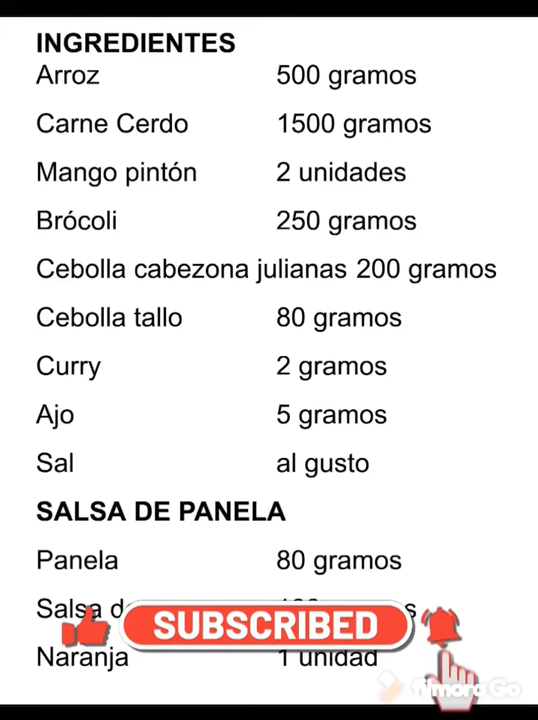 INGREDIENTES
Arroz 500 gramos
Carne Cerdo 1500 gramos
Mango pintón 2 unidades
Brócoli 250 gramos
Cebolla cabezona julianas 200 gramos
Cebolla tallo 80 gramos
Curry 2 gramos
Ajo 5 gramos
Sal al gusto
SALSA DE PANELA
Panela 80 gramos
Salsa
SUBSCRIBED
Naranja 1 unidad
filmoraGo